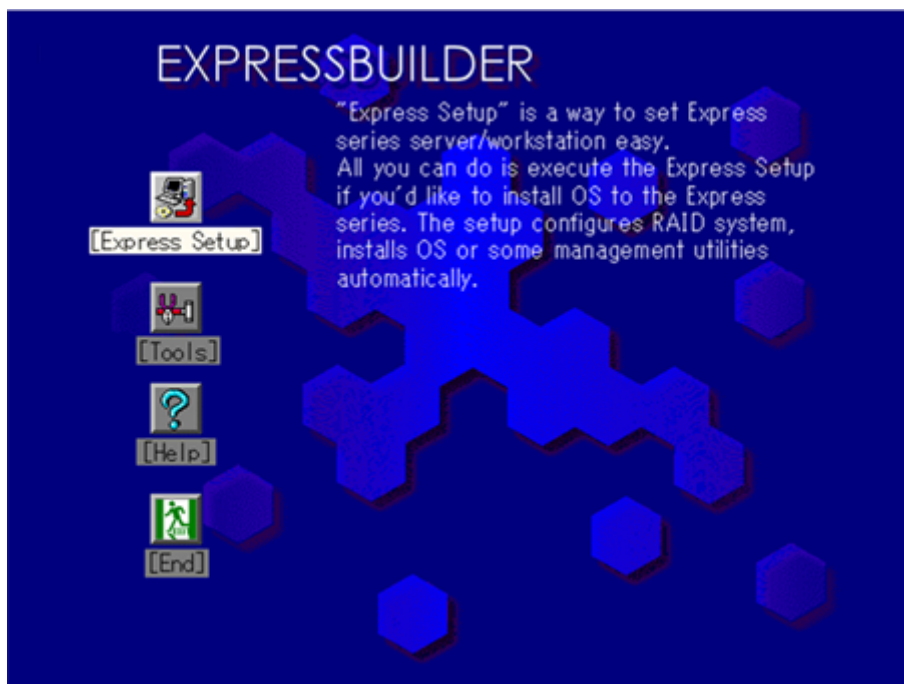 EXPRESSBUILDER
"Express Setup" is a way to set Express
series server/workstation easy.
All you can do is execute the Express Setup
if you'd like to install OS to the Express
series. The setup configures RAID system,
installs OS or some management utilities
automatically.
[Express Setup]
[Tools]
[Help]
[End]